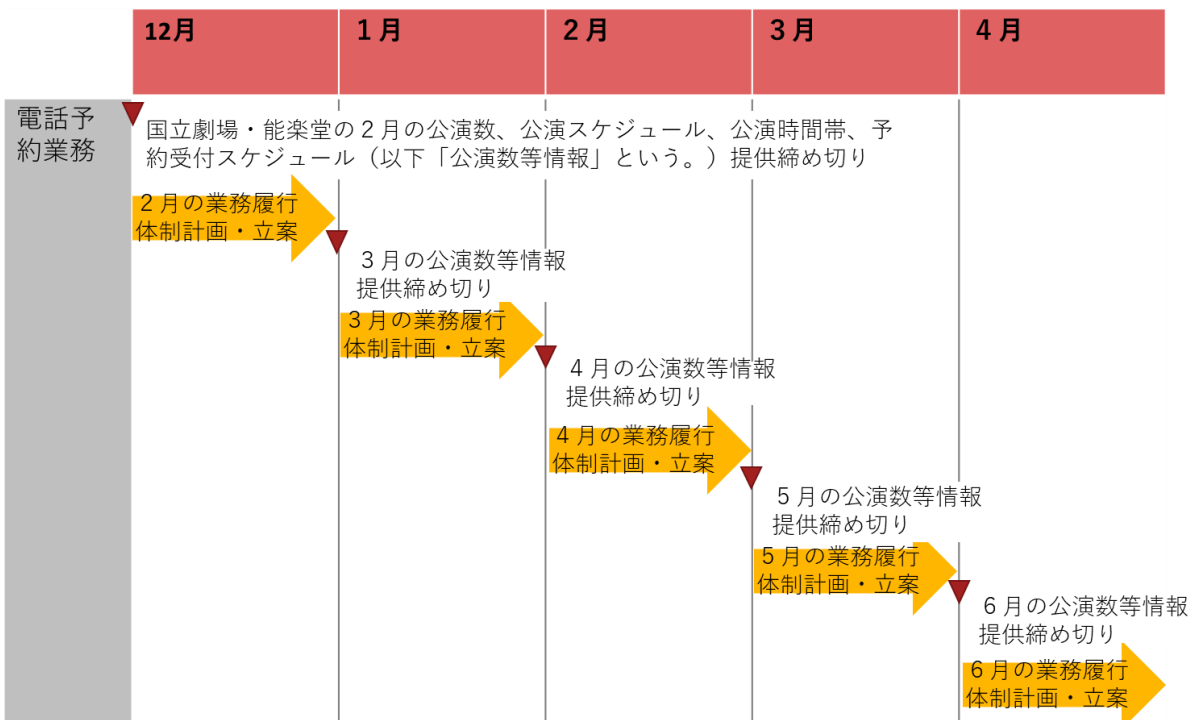 12月
1月
2月
3月
4月
電話予
約業務
国立劇場・能楽堂の2月の公演数、公演スケジュール、公演時間帯、予
約受付スケジュール（以下「公演数等情報」という。）提供締め切り
2月の業務履行
体制計画・立案
3月の公演数等情報
提供締め切り
3月の業務履行
体制計画・立案
4月の公演数等情報
提供締め切り
4月の業務履行
体制計画・立案
5月の公演数等情報
提供締め切り
5月の業務履行
体制計画・立案
6月の公演数等情報
提供締め切り
6月の業務履行
体制計画・立案